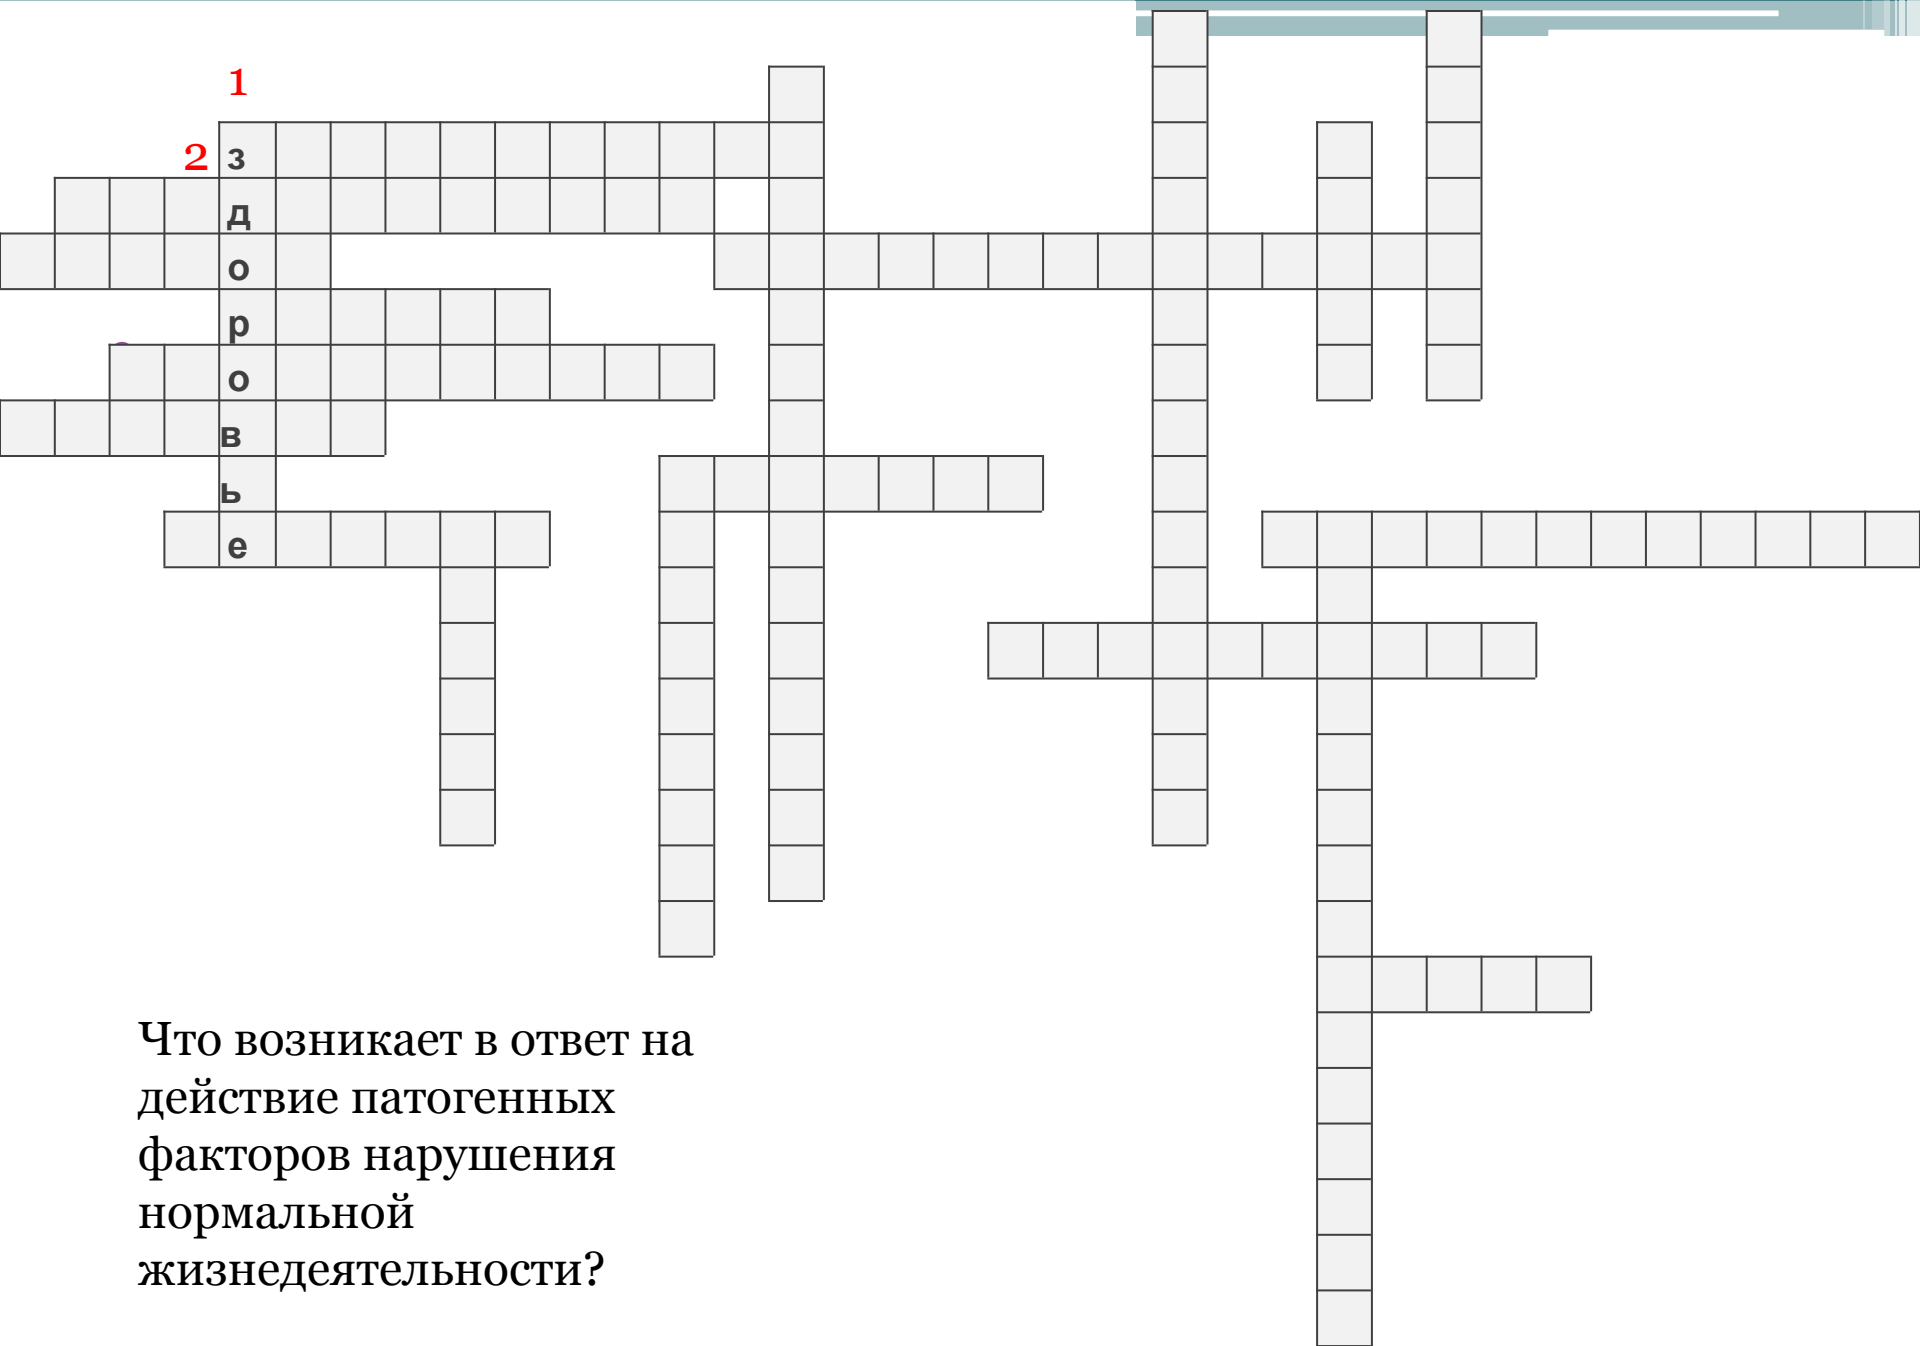 1
2
з
д
о
р
о
в
ь
е
Что возникает в ответ на
действие патогенных
факторов нарушения
нормальной
жизнедеятельности?